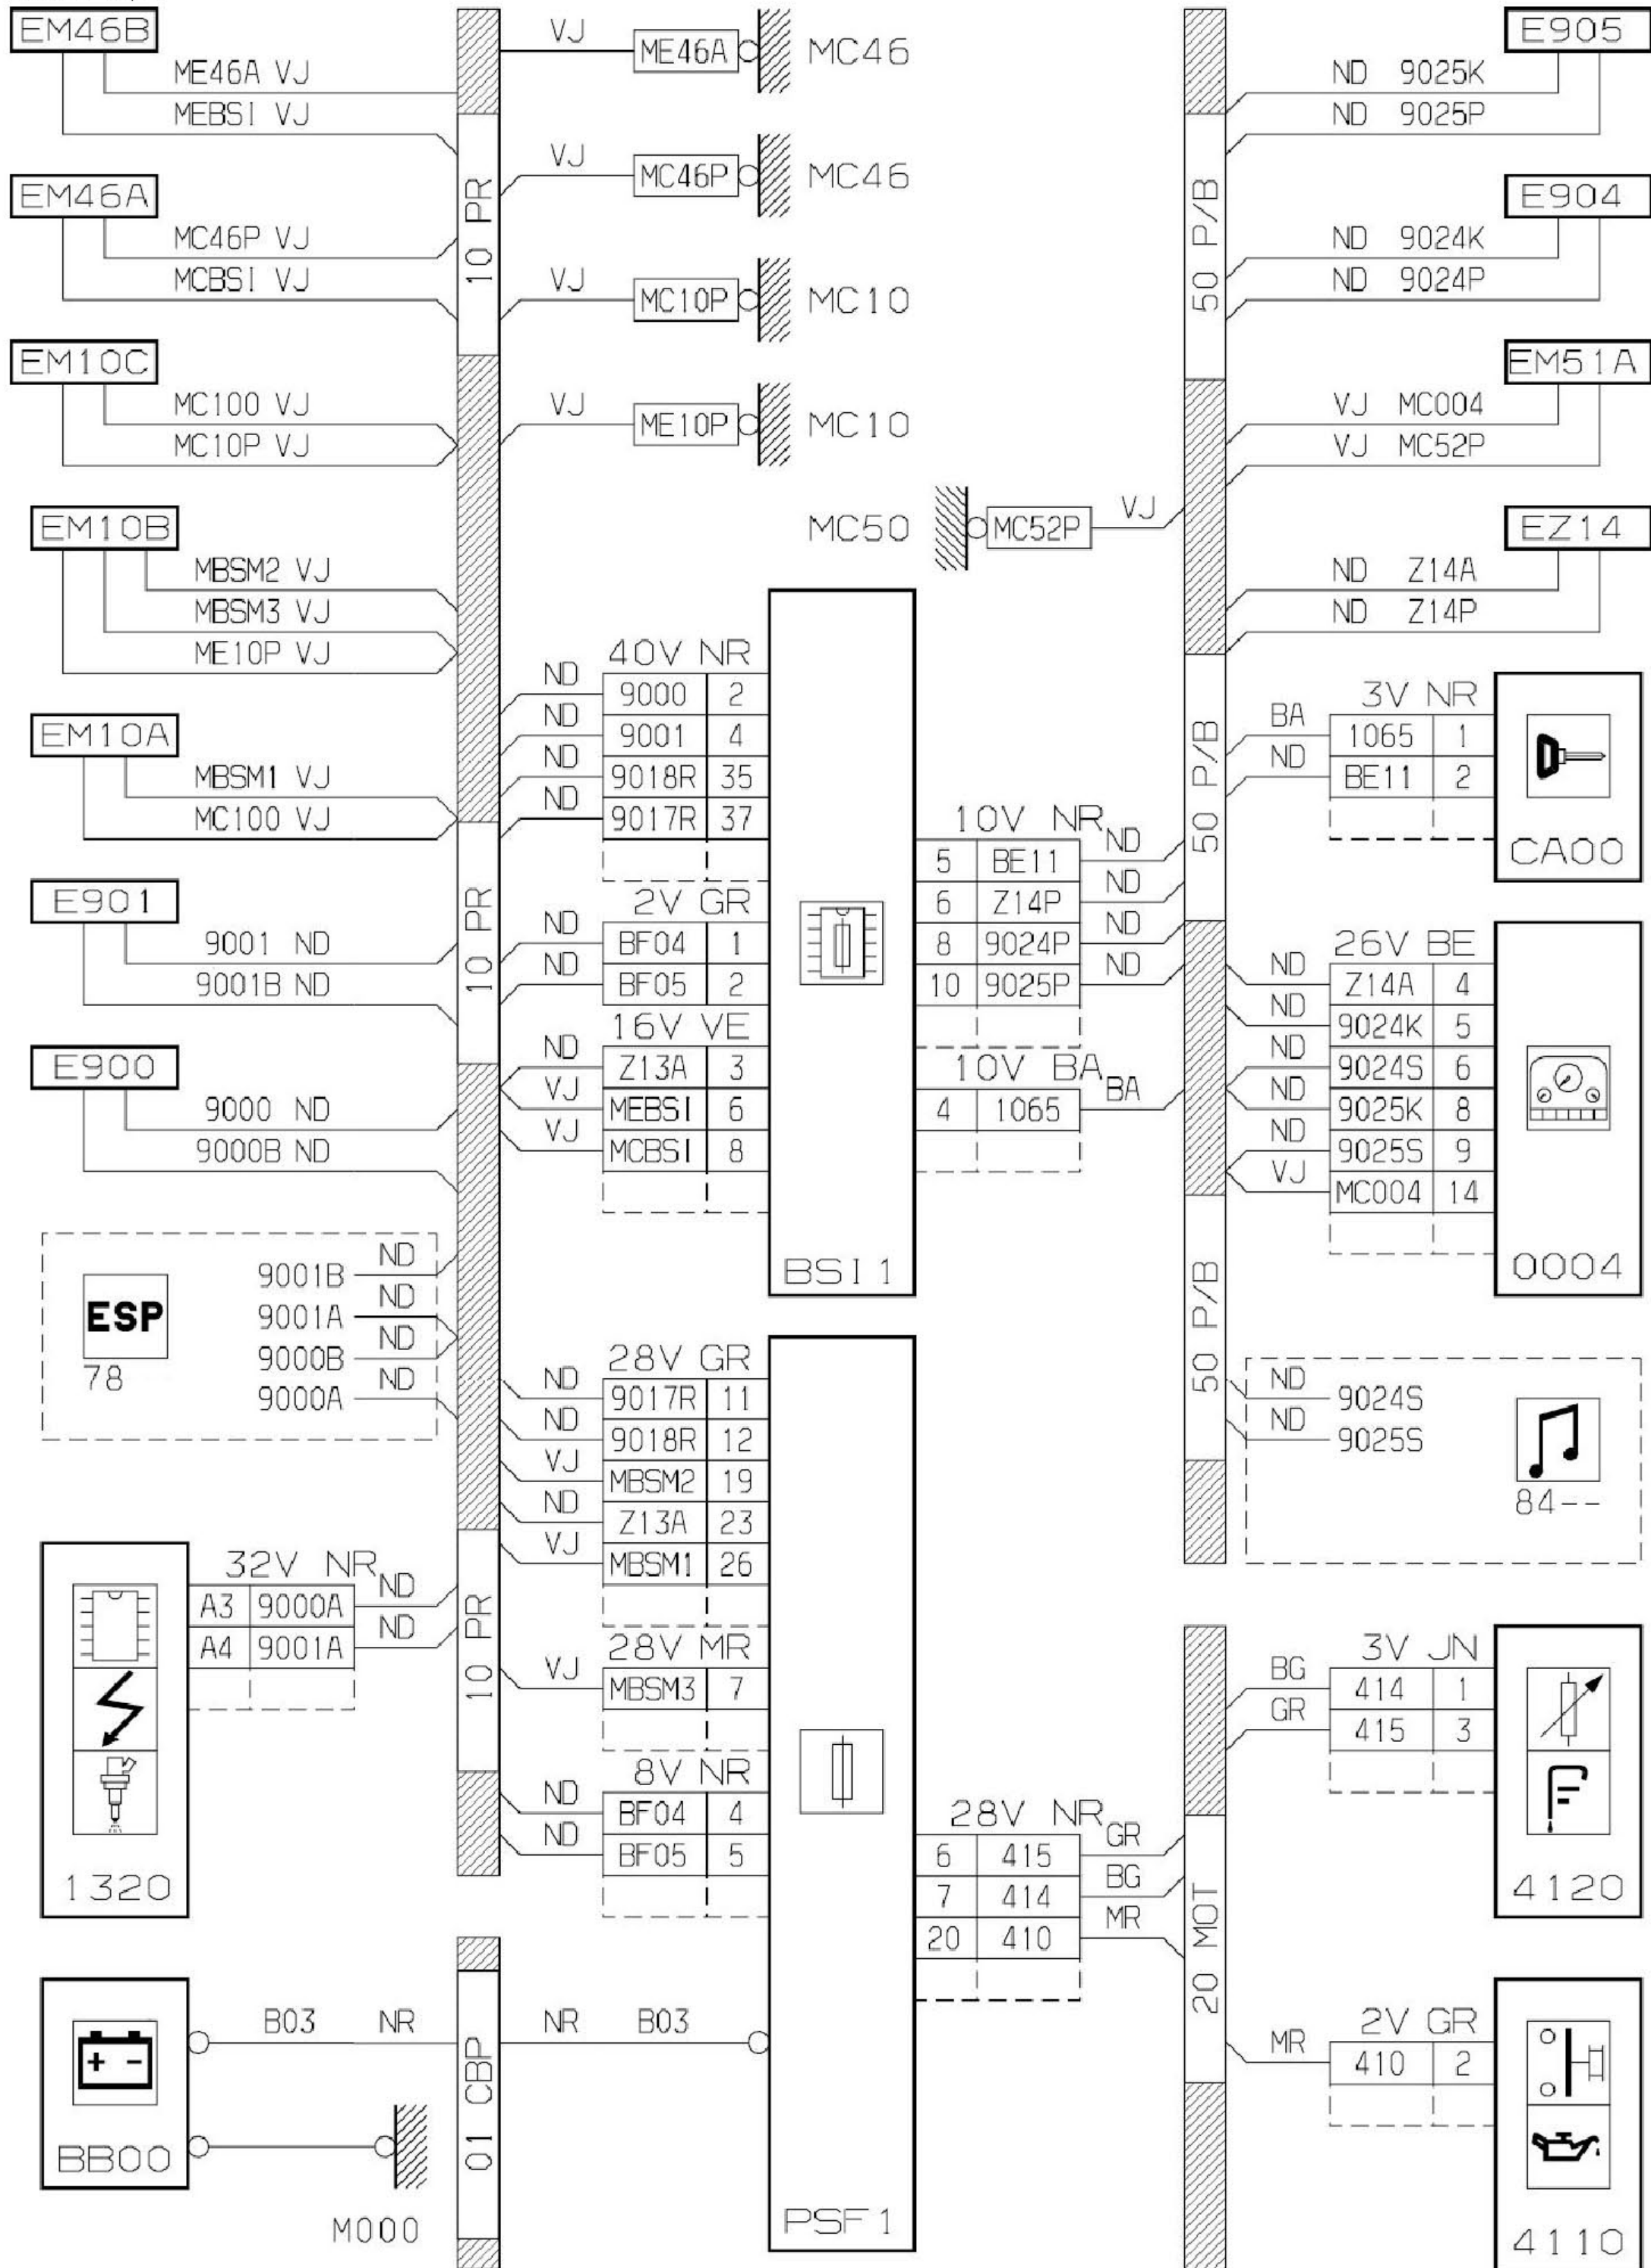 EM46B
ME46A VJ
MEBSI VJ
EM46A
MC46P VJ
MCBSI VJ
EM10C
MC100 VJ
MC10P VJ
EM10B
MBSM2 VJ
MBSM3 VJ
ME10P VJ
EM10A
MBSM1 VJ
MC100 VJ
E901
9001 ND
9001B ND
E900
9000 ND
9000B ND
ESP
78
9001B ND
9001A ND
9000B ND
9000A ND
32V NR
A3 9000A ND
A4 9001A ND
1320
BB00
+ -
B03 NR
M000
10 PR
10 PR
10 PR
01 CBP
VJ ME46A MC46
VJ MC46P MC46
VJ MC10P MC10
VJ ME10P MC10
MC50 MC52P VJ
40V NR
ND 9000 2
ND 9001 4
ND 9018R 35
ND 9017R 37
2V GR
ND BF04 1
ND BF05 2
16V VE
ND Z13A 3
VJ MEBSI 6
VJ MCBSI 8
BSI1
10V NR
5 BE11 ND
6 Z14P ND
8 9024P ND
10 9025P ND
10V BA
4 1065 BA
28V GR
ND 9017R 11
ND 9018R 12
VJ MBSM2 19
ND Z13A 23
VJ MBSM1 26
28V MR
VJ MBSM3 7
8V NR
ND BF04 4
ND BF05 5
NR B03
PSF1
28V NR
6 415 GR
7 414 BG
20 410 MR
50 P/B
50 P/B
50 P/B
20 MOT
E905
ND 9025K
ND 9025P
E904
ND 9024K
ND 9024P
EM51A
VJ MC004
VJ MC52P
EZ14
ND Z14A
ND Z14P
3V NR
BA 1065 1
ND BE11 2
CA00
26V BE
ND Z14A 4
ND 9024K 5
ND 9024S 6
ND 9025K 8
ND 9025S 9
VJ MC004 14
0004
ND 9024S
ND 9025S
84--
3V JN
BG 414 1
GR 415 3
4120
2V GR
MR 410 2
4110